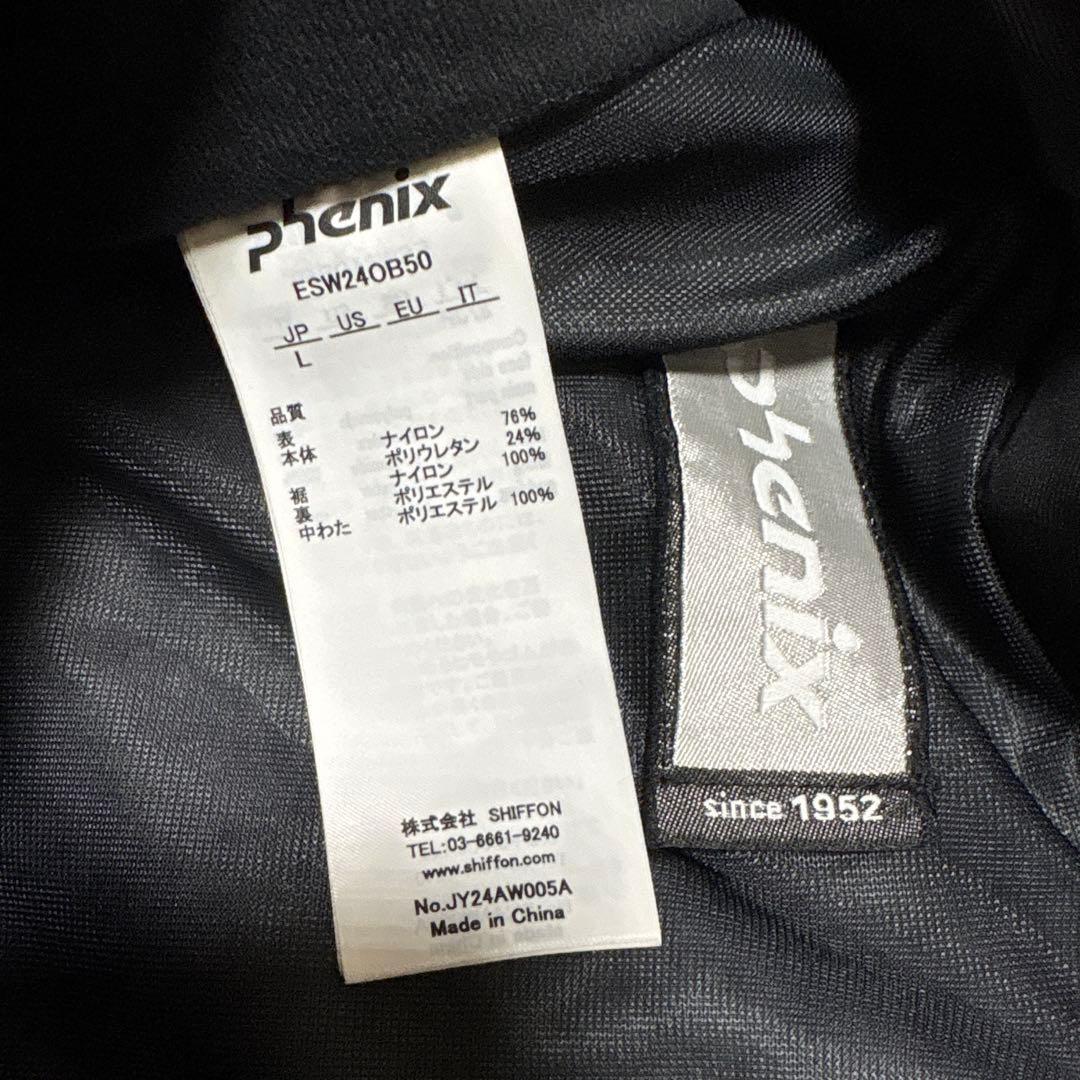 phenix
ESW24OB50
JP US EU IT
L
品質
表
本体 ナイロン 76%
ポリウレタン 24%
裾 ナイロン 100%
裏 ポリエステル
中わた ポリエステル 100%
株式会社 SHIFFON
TEL:03-6661-9240
www.shiffon.com
No.JY24AW005A
Made in China
phenix
since 1952